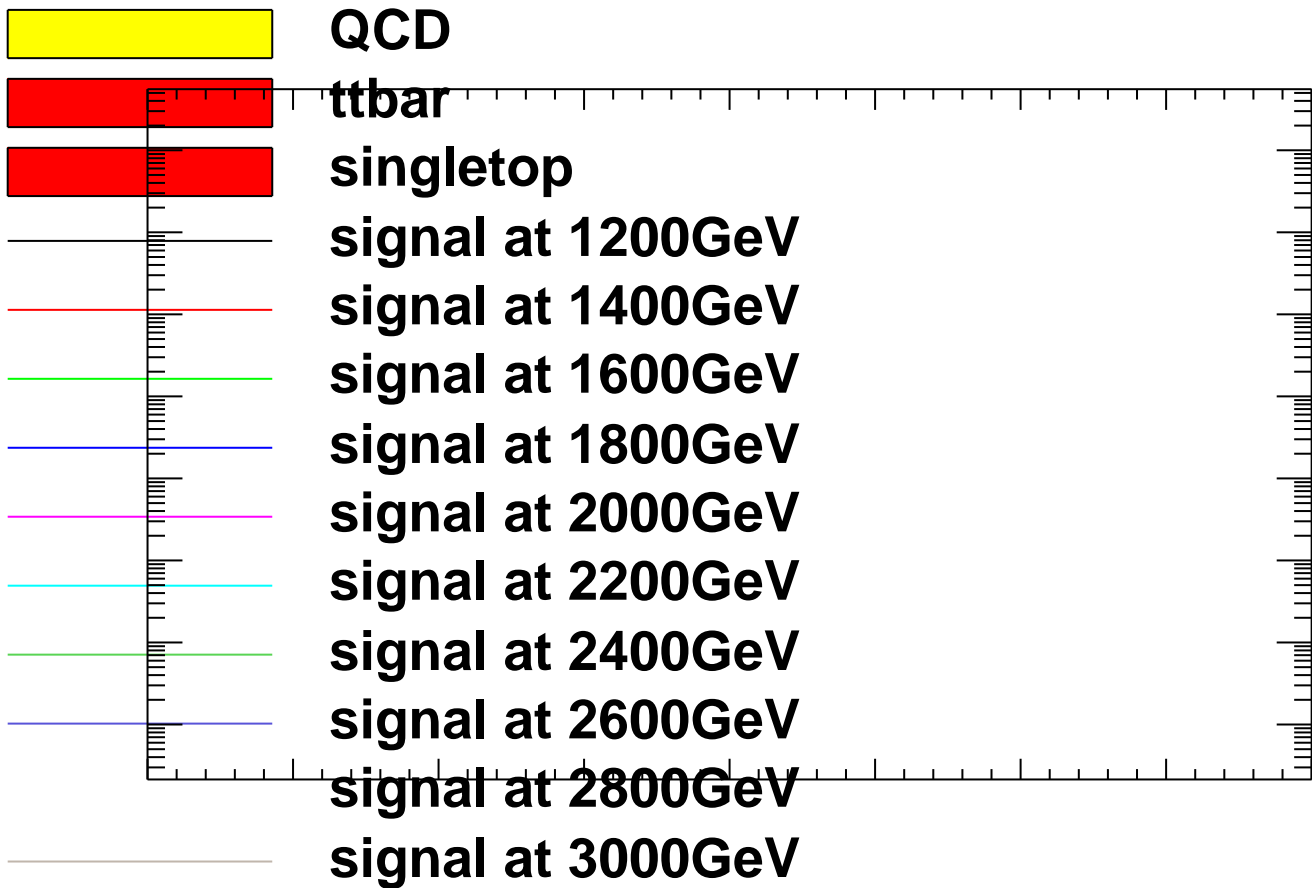 QCD
ttbar
singletop
signal at 1200GeV
signal at 1400GeV
signal at 1600GeV
signal at 1800GeV
signal at 2000GeV
signal at 2200GeV
signal at 2400GeV
signal at 2600GeV
signal at 2800GeV
signal at 3000GeV